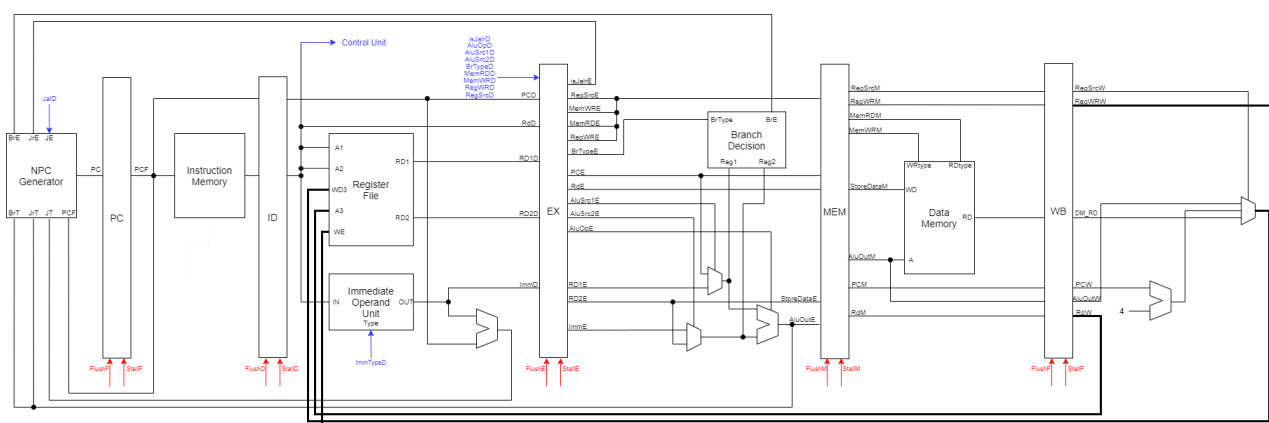 Control Unit
isJalrD
AluOpD
AluSrc1D
AluSrc2D
BrTypeD
MemRDD
MemWRD
RegWRD
RegSrcD
JalD
BrE JrE JE
NPC
Generator
BrT JrT JT PCF
PC
PCF
PC
FlushF
StallF
Instruction
Memory
ID
FlushD
StallD
PCD
RdD
A1
A2
WD3
A3
WE
RD1
RD2
Register
File
RD1D
RD2D
Immediate
Operand
Unit
IN
OUT
Type
ImmTypeD
ImmD
EX
FlushE
StallE
isJalrE
RegSrcE
MemWRE
MemRDE
RegWRE
BrTypeE
PCE
RdE
AluSrc1E
AluSrc2E
AluOpE
RD1E
RD2E
ImmE
BrType
BrE
Branch
Decision
Reg1
Reg2
StoreDataE
AluOutE
MEM
FlushM
StallM
RegSrcM
RegWRM
MemRDM
MemWRM
StoreDataM
AluOutM
PCM
RdM
WRtype RDtype
WD
RD
Data
Memory
A
WB
FlushF
StallF
RegSrcW
RegWRW
DM_RD
PCW
AluOutW
RdW
4